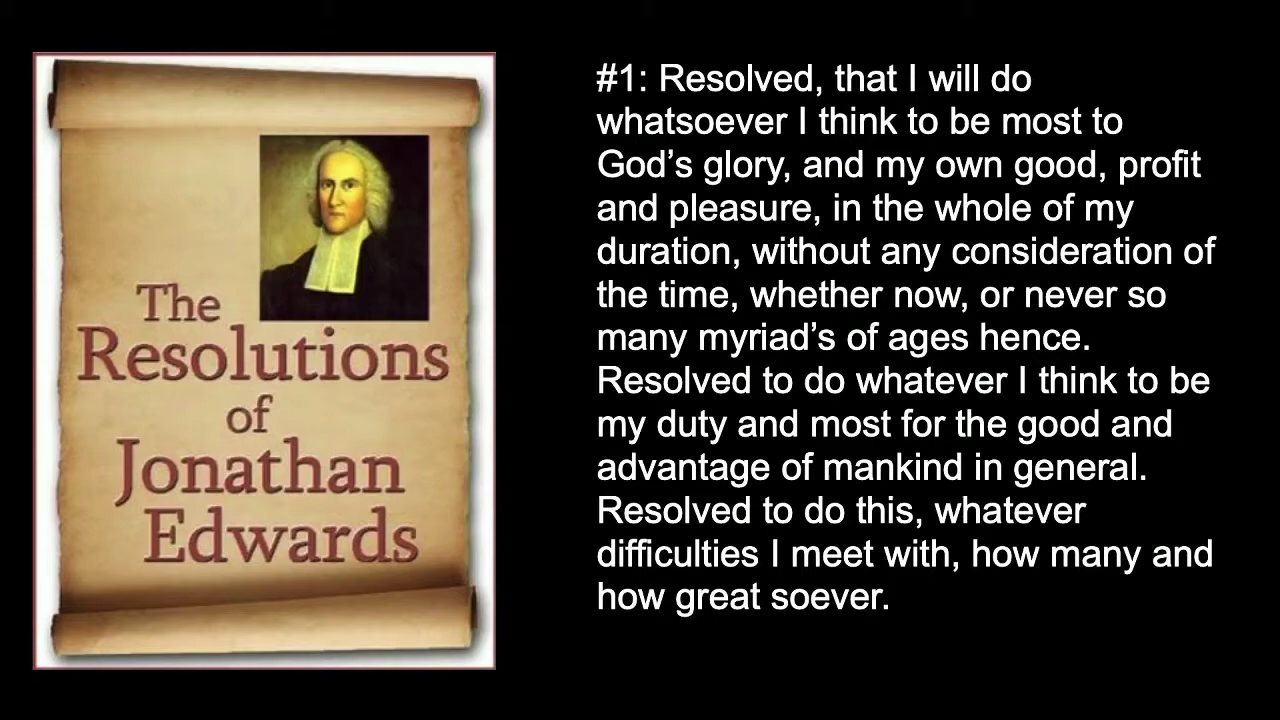 The
Resolutions
of
Jonathan
Edwards
#1: Resolved, that I will do
whatsoever I think to be most to
God’s glory, and my own good, profit
and pleasure, in the whole of my
duration, without any consideration of
the time, whether now, or never so
many myriad’s of ages hence.
Resolved to do whatever I think to be
my duty and most for the good and
advantage of mankind in general.
Resolved to do this, whatever
difficulties I meet with, how many and
how great soever.